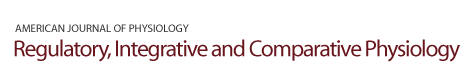 AMERICAN JOURNAL OF PHYSIOLOGY
Regulatory, Integrative and Comparative Physiology